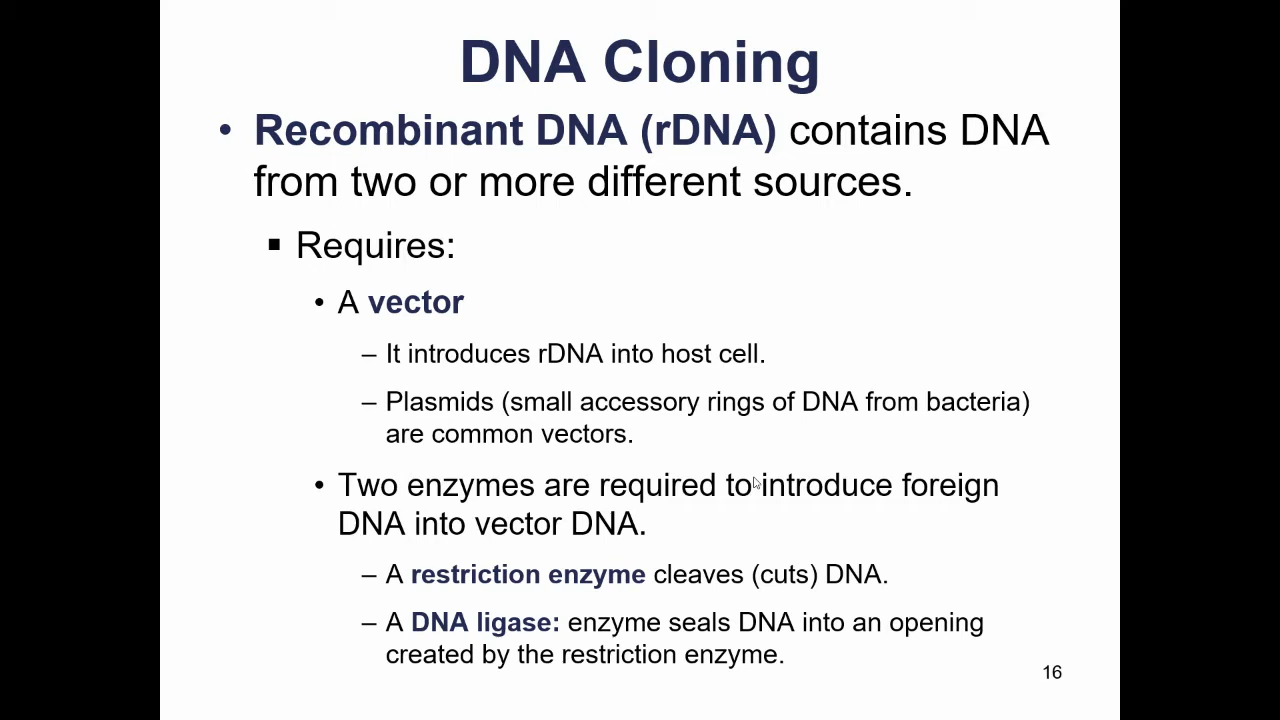 DNA Cloning
• Recombinant DNA (rDNA) contains DNA
from two or more different sources.
▪ Requires:
• A vector
– It introduces rDNA into host cell.
– Plasmids (small accessory rings of DNA from bacteria)
are common vectors.
• Two enzymes are required to introduce foreign
DNA into vector DNA.
– A restriction enzyme cleaves (cuts) DNA.
– A DNA ligase: enzyme seals DNA into an opening
created by the restriction enzyme.
16